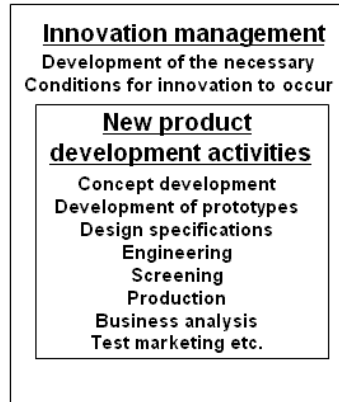 Innovation management
Development of the necessary
Conditions for innovation to occur
New product
development activities
Concept development
Development of prototypes
Design specifications
Engineering
Screening
Production
Business analysis
Test marketing etc.